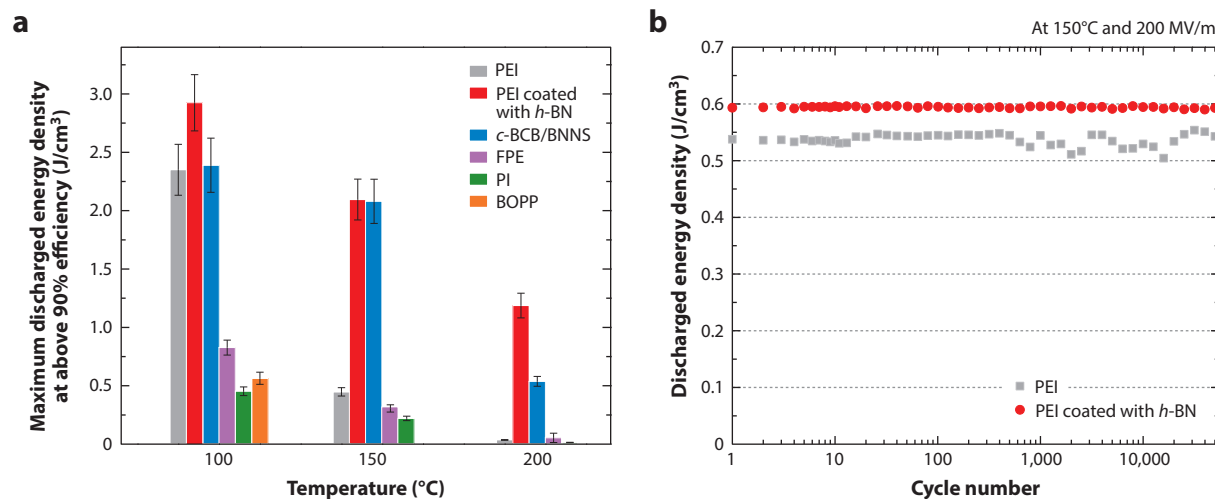 a
Maximum discharged energy density
at above 90% efficiency (J/cm³)
3.0
2.5
2.0
1.5
1.0
0.5
0
PEI
PEI coated
with h-BN
c-BCB/BNNS
FPE
PI
BOPP
100
150
200
Temperature (°C)
b
At 150°C and 200 MV/m
Discharged energy density (J/cm³)
0.7
0.6
0.5
0.4
0.3
0.2
0.1
0
PEI
PEI coated with h-BN
1
10
100
1,000
10,000
Cycle number